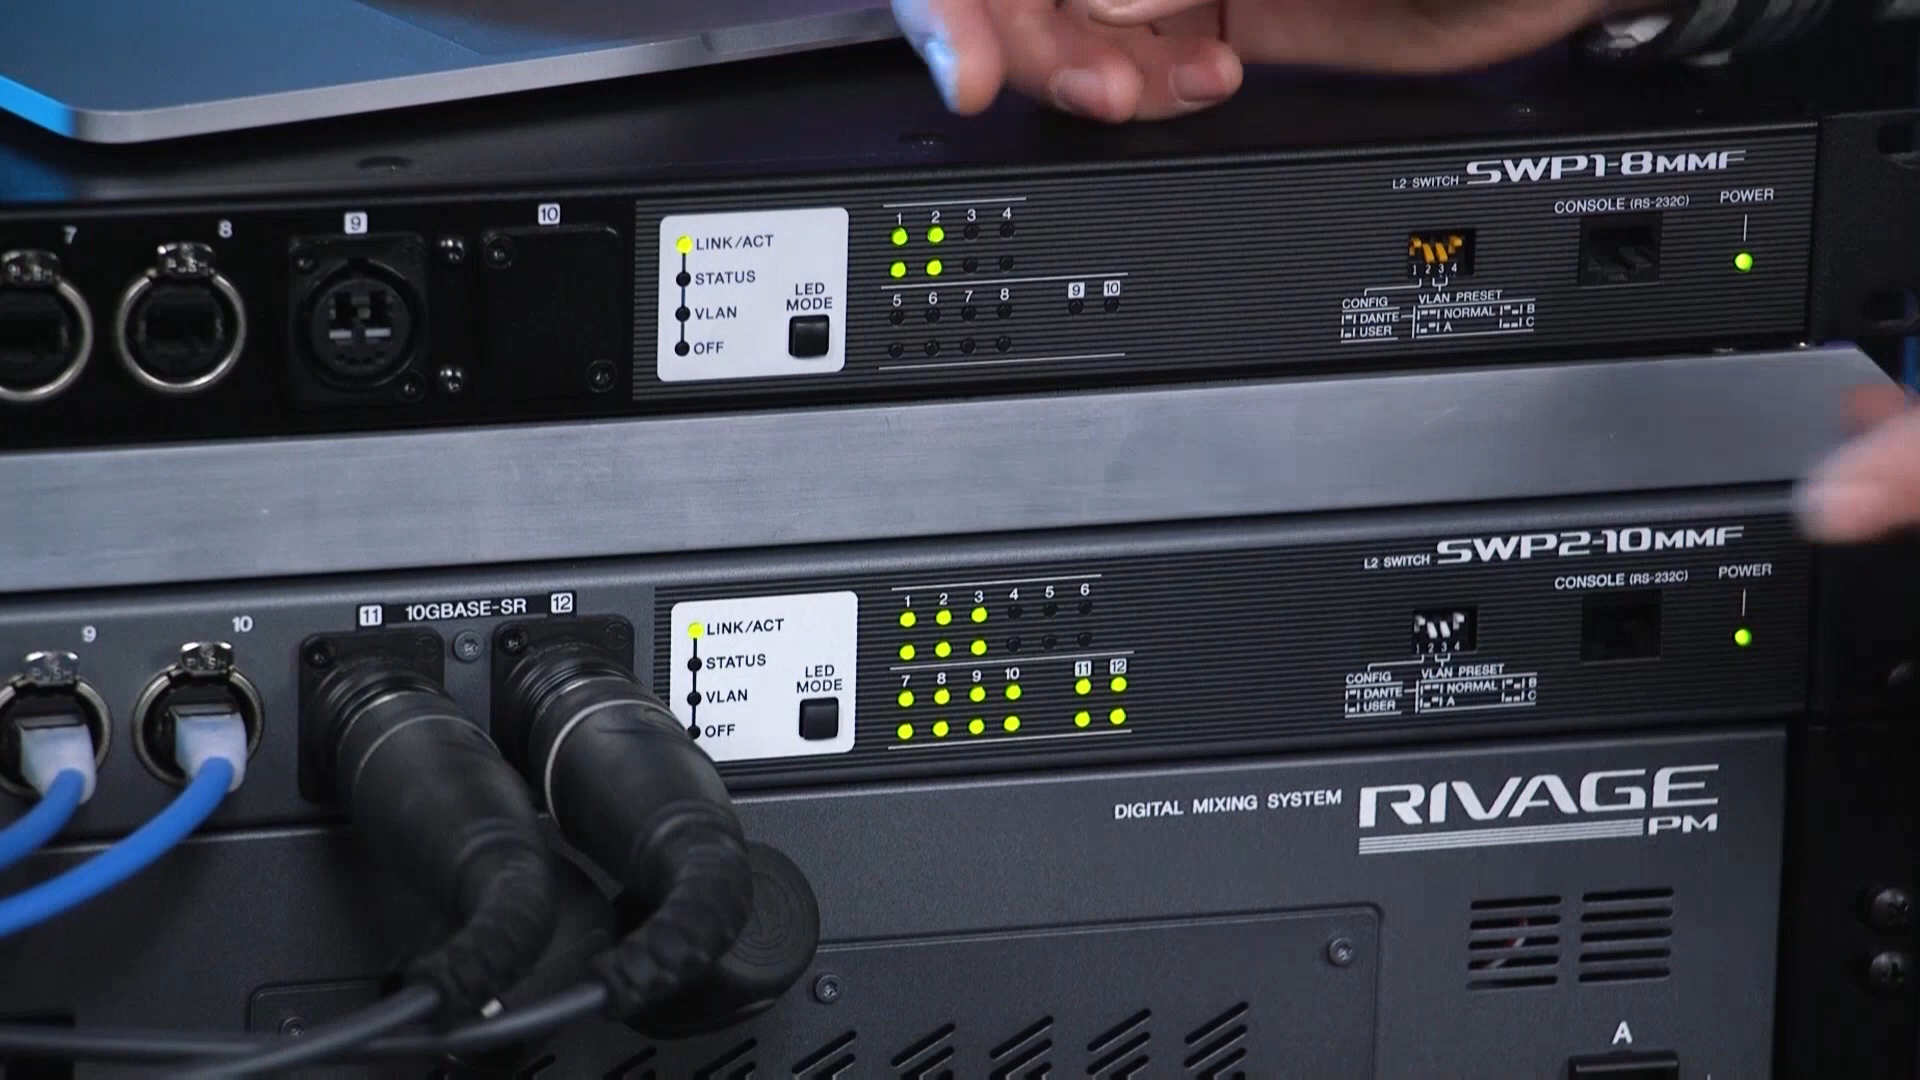 7 8 9 10
LINK/ACT
STATUS
VLAN
OFF
LED
MODE
1 2 3 4
5 6 7 8 9 10
L2 SWITCH SWP1-8MMF
CONSOLE (RS-232C) POWER
1 2 3 4
CONFIG VLAN PRESET
DANTE NORMAL B
USER A C
9 10 11 10GBASE-SR 12
LINK/ACT
STATUS
VLAN
OFF
LED
MODE
1 2 3 4 5 6
7 8 9 10 11 12
L2 SWITCH SWP2-10MMF
CONSOLE (RS-232C) POWER
1 2 3 4
CONFIG VLAN PRESET
DANTE NORMAL B
USER A C
DIGITAL MIXING SYSTEM RIVAGE
PM
A